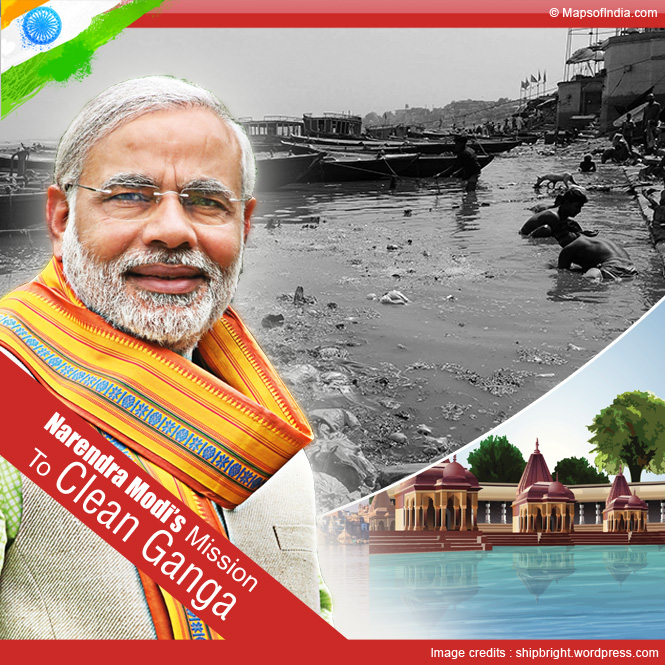 © MapsofIndia.com
Narendra Modi's Mission
To Clean Ganga
Image credits : shipbright.wordpress.com